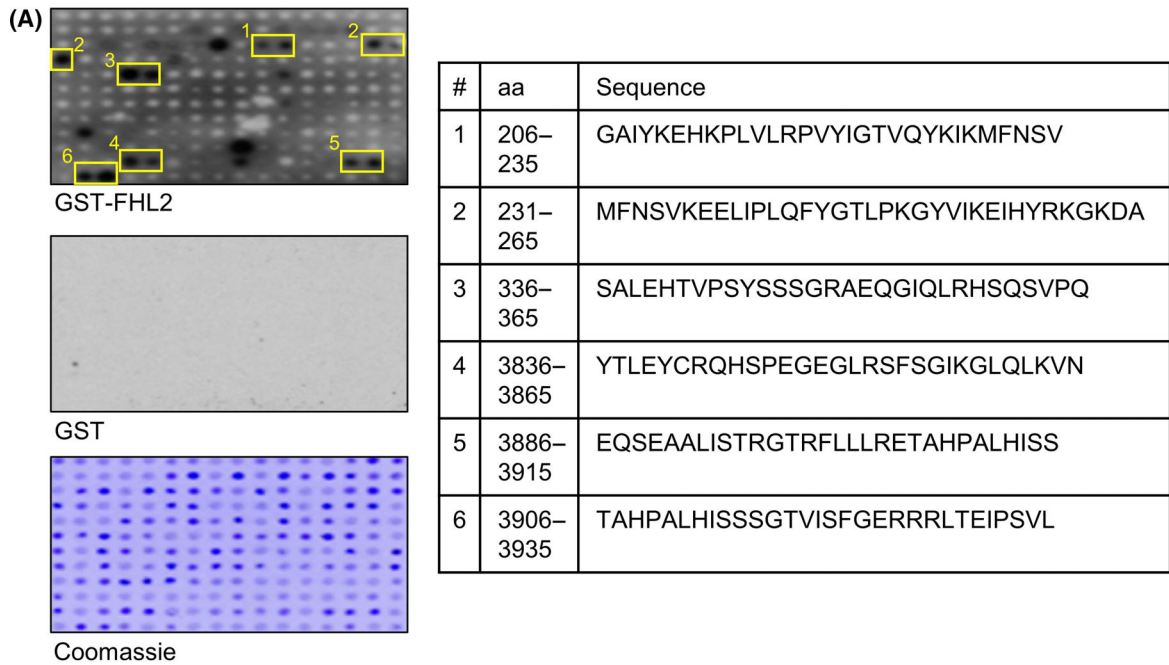 (A)
1
2
2
3
4
5
6
GST-FHL2
GST
Coomassie
# aa Sequence
1 206– GAIYKEHKPLVLRPVYIGTVQYKIKMFNSV
235
2 231– MFNSVKEELIPLQFYGTLPKGYVIKEIHYRKGKDA
265
3 336– SALEHTVPSYSSSGRAEQGIQLRHSQSVPQ
365
4 3836– YTLEYCRQHSPEGEGLRSFSGIKGLQLKVN
3865
5 3886– EQSEAALISTRGTRFLLLRETAHPALHISS
3915
6 3906– TAHPALHISSSGTVISFGERRRLTEIPSVL
3935